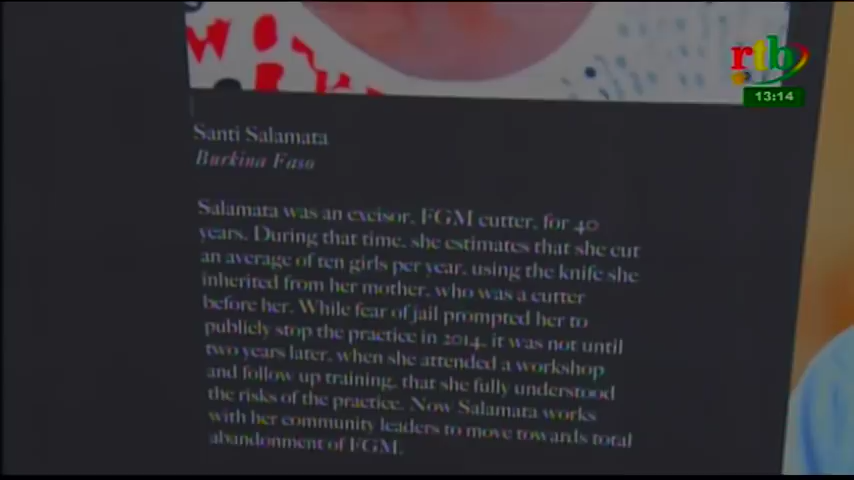 rtb
13:14
Santi Salamata
Burkina Faso
Salamata was an excisor, FGM cutter, for 40
years. During that time, she estimates that she cut
an average of ten girls per year, using the knife she
inherited from her mother, who was a cutter
before her. While fear of jail prompted her to
publicly stop the practice in 2014, it was not until
two years later, when she attended a workshop
and follow up training, that she fully understood
the risks of the practice. Now Salamata works
with her community leaders to move towards total
abandonment of FGM.